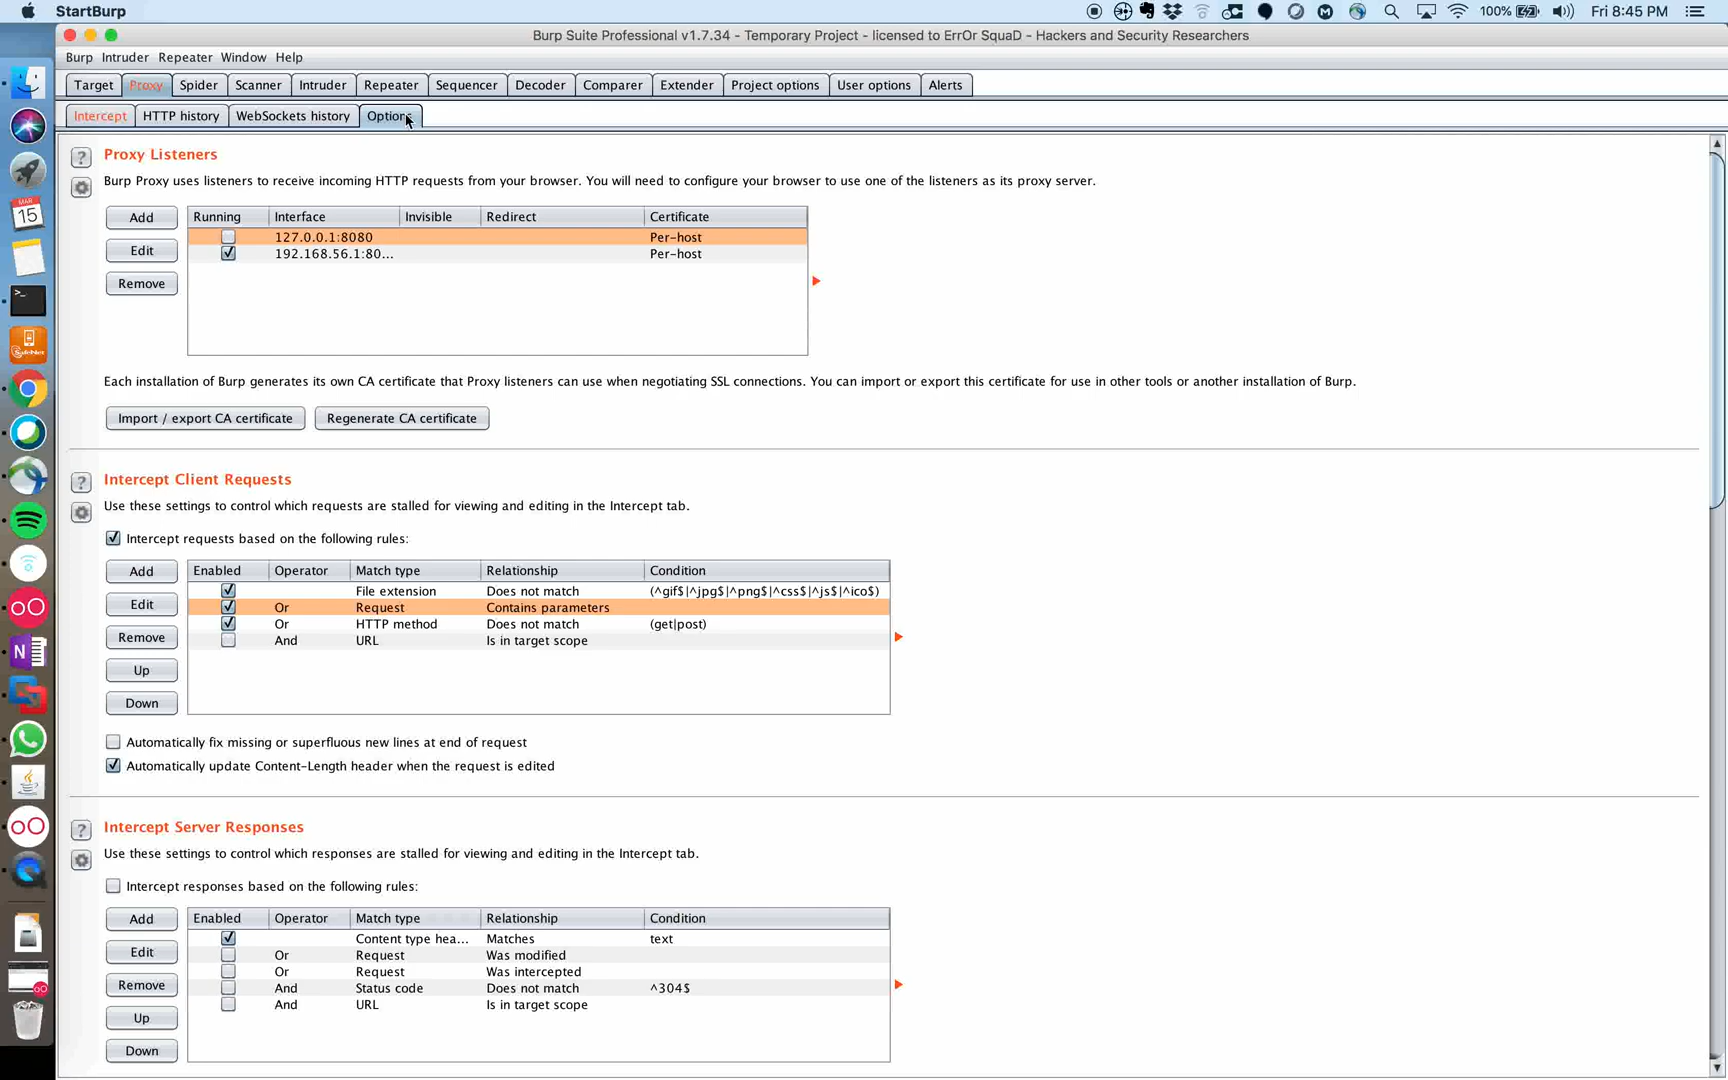 StartBurp
100%
Fri 8:45 PM
Burp Suite Professional v1.7.34 - Temporary Project - licensed to ErrOr SquaD - Hackers and Security Researchers
Burp Intruder Repeater Window Help
Target Proxy Spider Scanner Intruder Repeater Sequencer Decoder Comparer Extender Project options User options Alerts
Intercept HTTP history WebSockets history Options
Proxy Listeners
Burp Proxy uses listeners to receive incoming HTTP requests from your browser. You will need to configure your browser to use one of the listeners as its proxy server.
Add
Edit
Remove
Running Interface Invisible Redirect Certificate
127.0.0.1:8080 Per-host
192.168.56.1:80... Per-host
Each installation of Burp generates its own CA certificate that Proxy listeners can use when negotiating SSL connections. You can import or export this certificate for use in other tools or another installation of Burp.
Import / export CA certificate Regenerate CA certificate
Intercept Client Requests
Use these settings to control which requests are stalled for viewing and editing in the Intercept tab.
Intercept requests based on the following rules:
Add
Edit
Remove
Up
Down
Enabled Operator Match type Relationship Condition
File extension Does not match (^gif$|^jpg$|^png$|^css$|^js$|^ico$)
Or Request Contains parameters
Or HTTP method Does not match (get|post)
And URL Is in target scope
Automatically fix missing or superfluous new lines at end of request
Automatically update Content-Length header when the request is edited
Intercept Server Responses
Use these settings to control which responses are stalled for viewing and editing in the Intercept tab.
Intercept responses based on the following rules:
Add
Edit
Remove
Up
Down
Enabled Operator Match type Relationship Condition
Content type hea... Matches text
Or Request Was modified
Or Request Was intercepted
And Status code Does not match ^304$
And URL Is in target scope
MAR
15
SafeNet
N